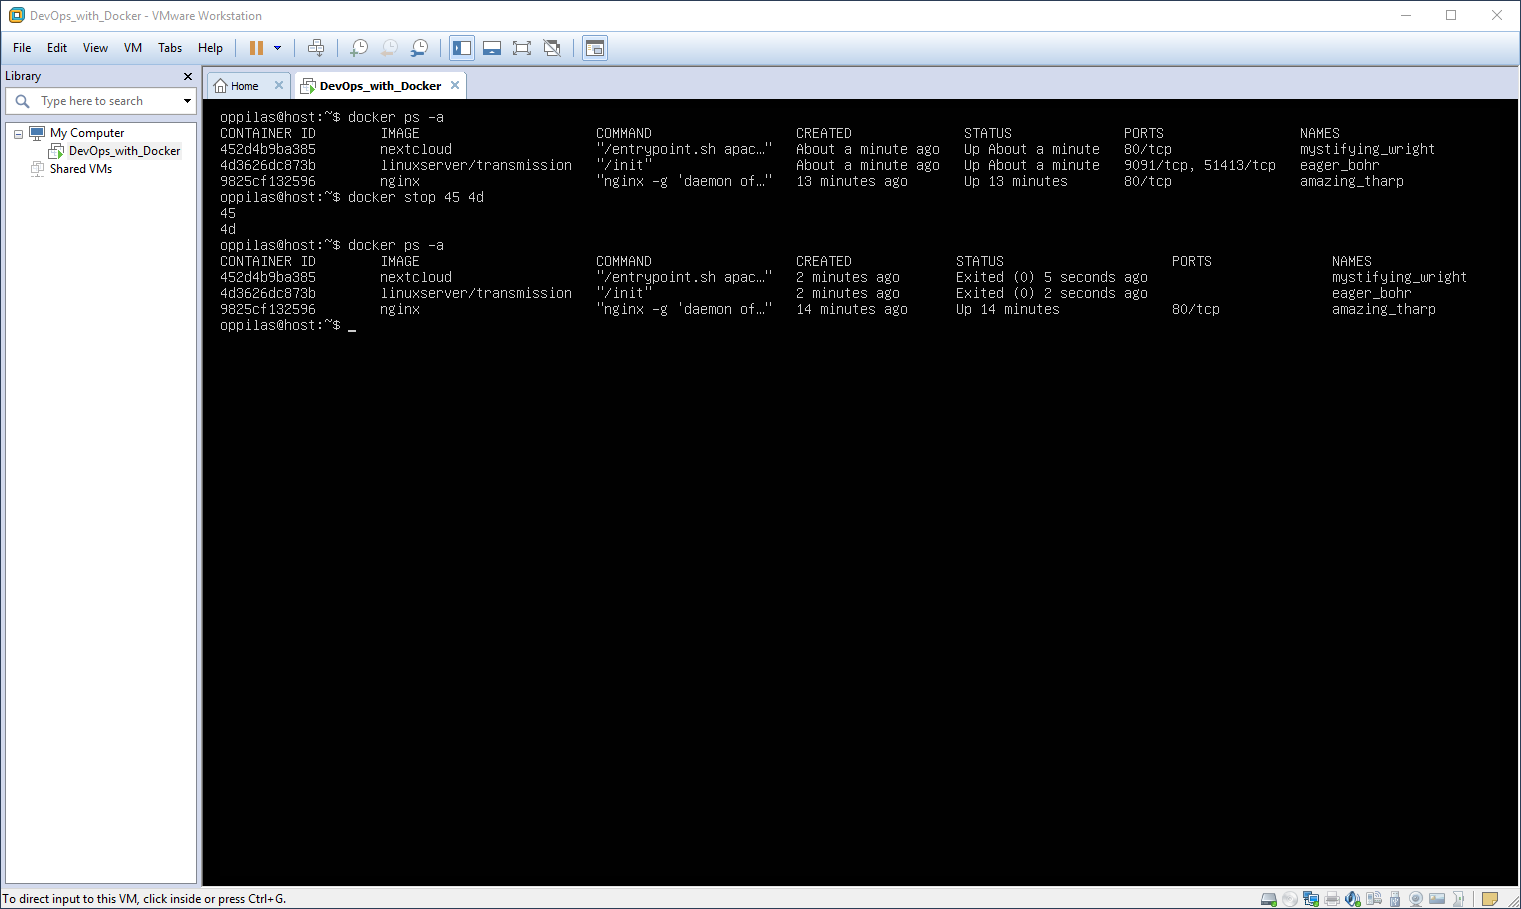 DevOps_with_Docker - VMware Workstation
File Edit View VM Tabs Help
Library
Home DevOps_with_Docker
Type here to search
My Computer
DevOps_with_Docker
Shared VMs
oppilas@host:~$ docker ps -a
CONTAINER ID IMAGE COMMAND CREATED STATUS PORTS NAMES
452d4b9ba385 nextcloud "/entrypoint.sh apac…" About a minute ago Up About a minute 80/tcp mystifying_wright
4d3626dc873b linuxserver/transmission "/init" About a minute ago Up About a minute 9091/tcp, 51413/tcp eager_bohr
9825cf132596 nginx "nginx -g 'daemon of…" 13 minutes ago Up 13 minutes 80/tcp amazing_tharp
oppilas@host:~$ docker stop 45 4d
45
4d
oppilas@host:~$ docker ps -a
CONTAINER ID IMAGE COMMAND CREATED STATUS PORTS NAMES
452d4b9ba385 nextcloud "/entrypoint.sh apac…" 2 minutes ago Exited (0) 5 seconds ago mystifying_wright
4d3626dc873b linuxserver/transmission "/init" 2 minutes ago Exited (0) 2 seconds ago eager_bohr
9825cf132596 nginx "nginx -g 'daemon of…" 14 minutes ago Up 14 minutes 80/tcp amazing_tharp
oppilas@host:~$ _
To direct input to this VM, click inside or press Ctrl+G.